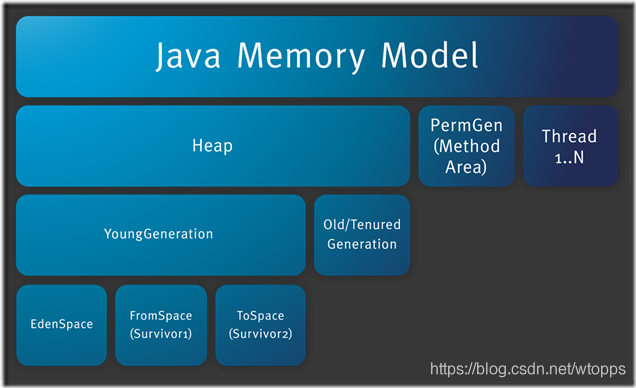 Java Memory Model
Heap
PermGen
(Method
Area)
Thread
1..N
YoungGeneration
Old/Tenured
Generation
EdenSpace
FromSpace
(Survivor1)
ToSpace
(Survivor2)
https://blog.csdn.net/wtopps